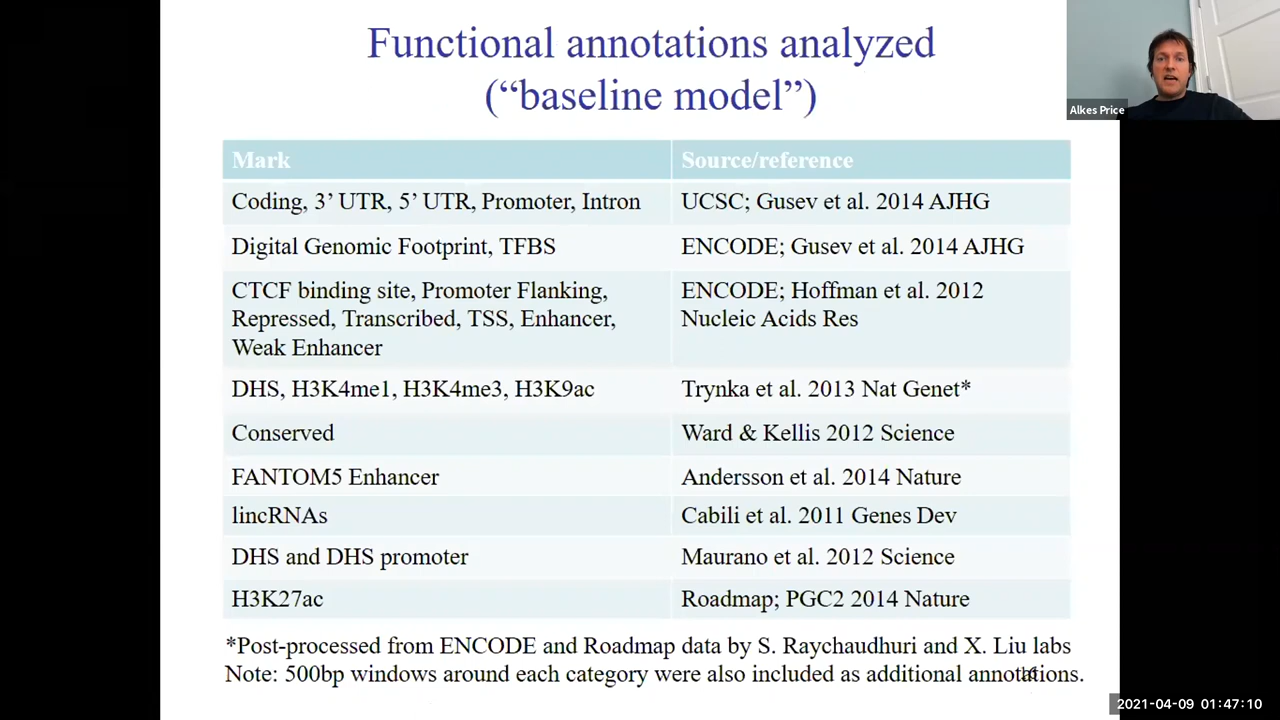 Functional annotations analyzed
(“baseline model”)
Alkes Price
Mark
Source/reference
Coding, 3’ UTR, 5’ UTR, Promoter, Intron
UCSC; Gusev et al. 2014 AJHG
Digital Genomic Footprint, TFBS
ENCODE; Gusev et al. 2014 AJHG
CTCF binding site, Promoter Flanking,
Repressed, Transcribed, TSS, Enhancer,
Weak Enhancer
ENCODE; Hoffman et al. 2012
Nucleic Acids Res
DHS, H3K4me1, H3K4me3, H3K9ac
Trynka et al. 2013 Nat Genet*
Conserved
Ward & Kellis 2012 Science
FANTOM5 Enhancer
Andersson et al. 2014 Nature
lincRNAs
Cabili et al. 2011 Genes Dev
DHS and DHS promoter
Maurano et al. 2012 Science
H3K27ac
Roadmap; PGC2 2014 Nature
*Post-processed from ENCODE and Roadmap data by S. Raychaudhuri and X. Liu labs
Note: 500bp windows around each category were also included as additional annotations.
2021-04-09 01:47:10